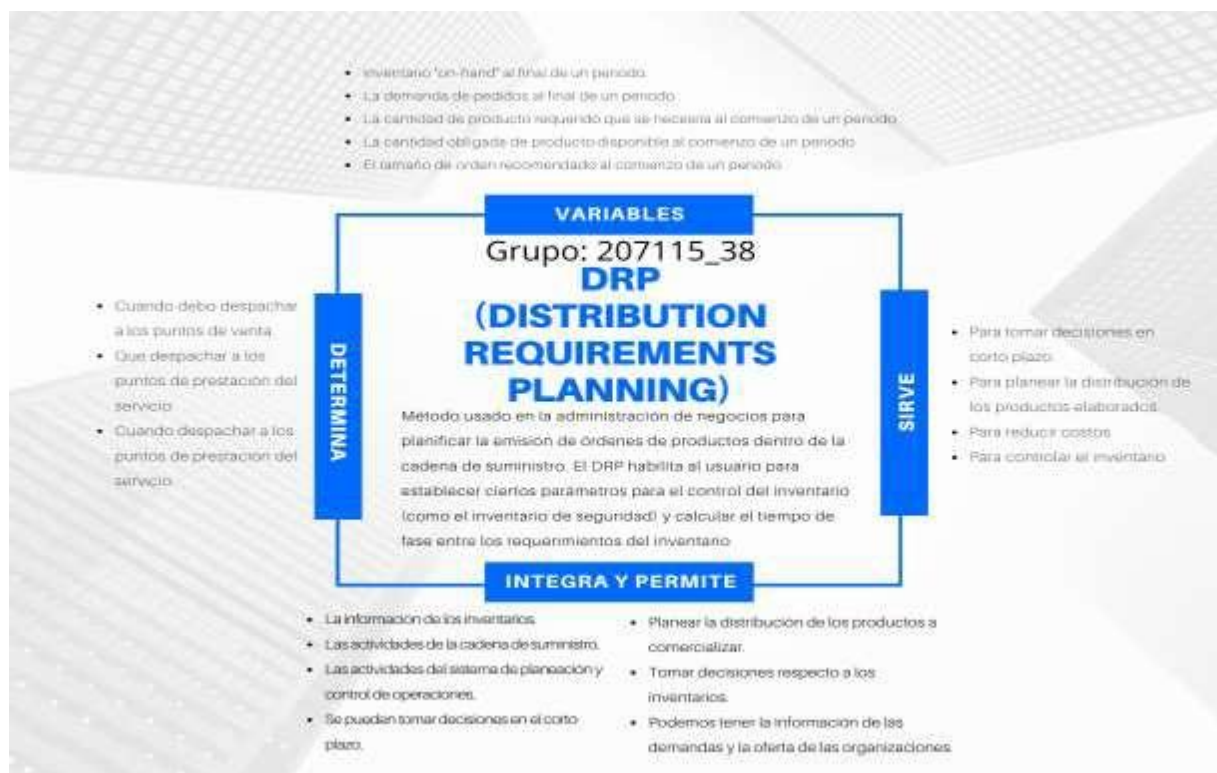 • Inventario "on-hand" al final de un periodo.
• La demanda de pedidos al final de un periodo
• La cantidad de producto requerido que se necesita al comienzo de un periodo
• La cantidad obligada de producto disponible al comienzo de un periodo
• El tamaño de orden recomendado al comienzo de un periodo
VARIABLES
Grupo: 207115_38
DRP
(DISTRIBUTION
REQUIREMENTS
PLANNING)
Método usado en la administración de negocios para
planificar la emisión de órdenes de productos dentro de la
cadena de suministro. El DRP habilita al usuario para
establecer ciertos parámetros para el control del inventario
(como el inventario de seguridad) y calcular el tiempo de
fase entre los requerimientos del inventario
DETERMINA
• Cuando debo despachar
a los puntos de venta.
• Que despachar a los
puntos de prestación del
servicio
• Cuando despachar a los
puntos de prestación del
servicio
SIRVE
• Para tomar decisiones en
corto plazo
• Para planear la distribución de
los productos elaborados
• Para reducir costos
• Para controlar el inventario
INTEGRA Y PERMITE
• La información de los inventarios.
• Las actividades de la cadena de suministro.
• Las actividades del sistema de planeación y
control de operaciones.
• Se puedan tomar decisiones en el corto
plazo.
• Planear la distribución de los productos a
comercializar.
• Tomar decisiones respecto a los
inventarios.
• Podemos tener la información de las
demandas y la oferta de las organizaciones